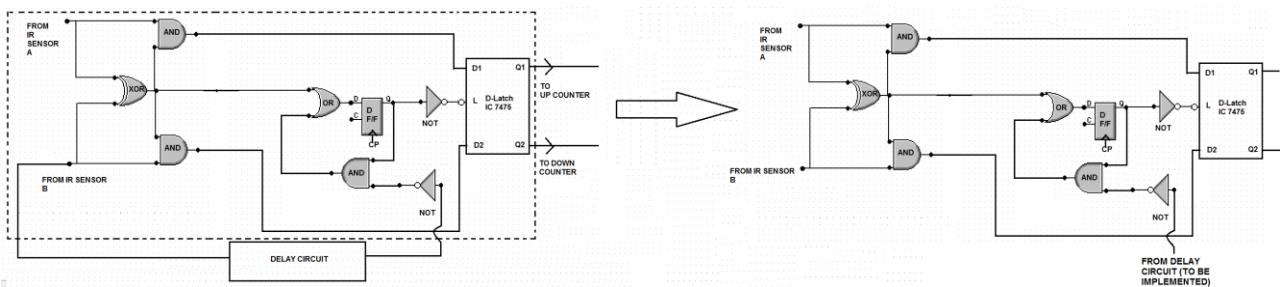 FROM
IR
SENSOR
A
AND
XOR
AND
FROM IR SENSOR
B
OR
D
Q
D
F/F
C
CP
NOT
AND
NOT
D1
Q1
L
D-Latch
IC 7475
D2
Q2
TO
UP COUNTER
TO DOWN
COUNTER
DELAY CIRCUIT
FROM
IR
SENSOR
A
AND
XOR
AND
FROM IR SENSOR
B
OR
D
Q
D
F/F
C
CP
NOT
AND
NOT
D1
Q1
L
D-Latch
IC 7475
D2
Q2
FROM DELAY
CIRCUIT (TO BE
IMPLEMENTED)